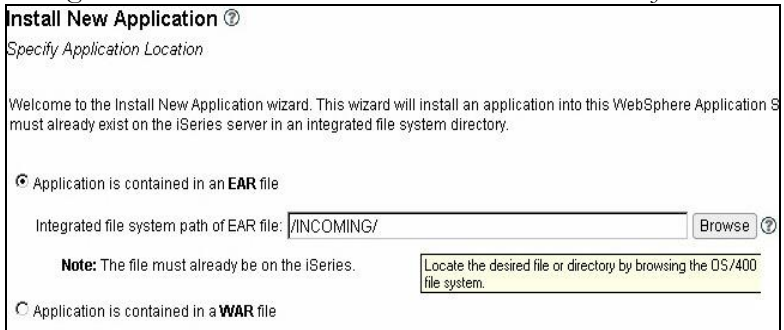 Install New Application
Specify Application Location
Welcome to the Install New Application wizard. This wizard will install an application into this WebSphere Application S
must already exist on the iSeries server in an integrated file system directory.
Application is contained in an EAR file
Integrated file system path of EAR file: /INCOMING/ Browse
Note: The file must already be on the iSeries.
Locate the desired file or directory by browsing the OS/400
file system.
Application is contained in a WAR file